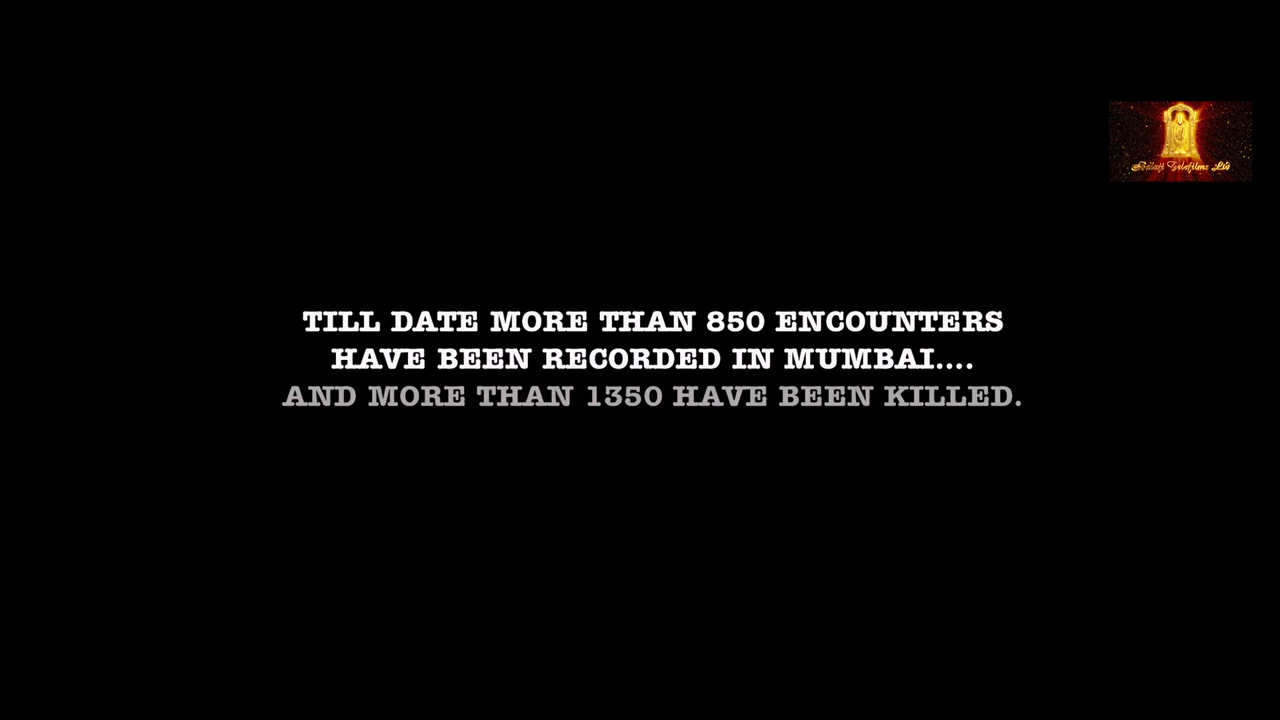 TILL DATE MORE THAN 850 ENCOUNTERS
HAVE BEEN RECORDED IN MUMBAI....
AND MORE THAN 1350 HAVE BEEN KILLED.